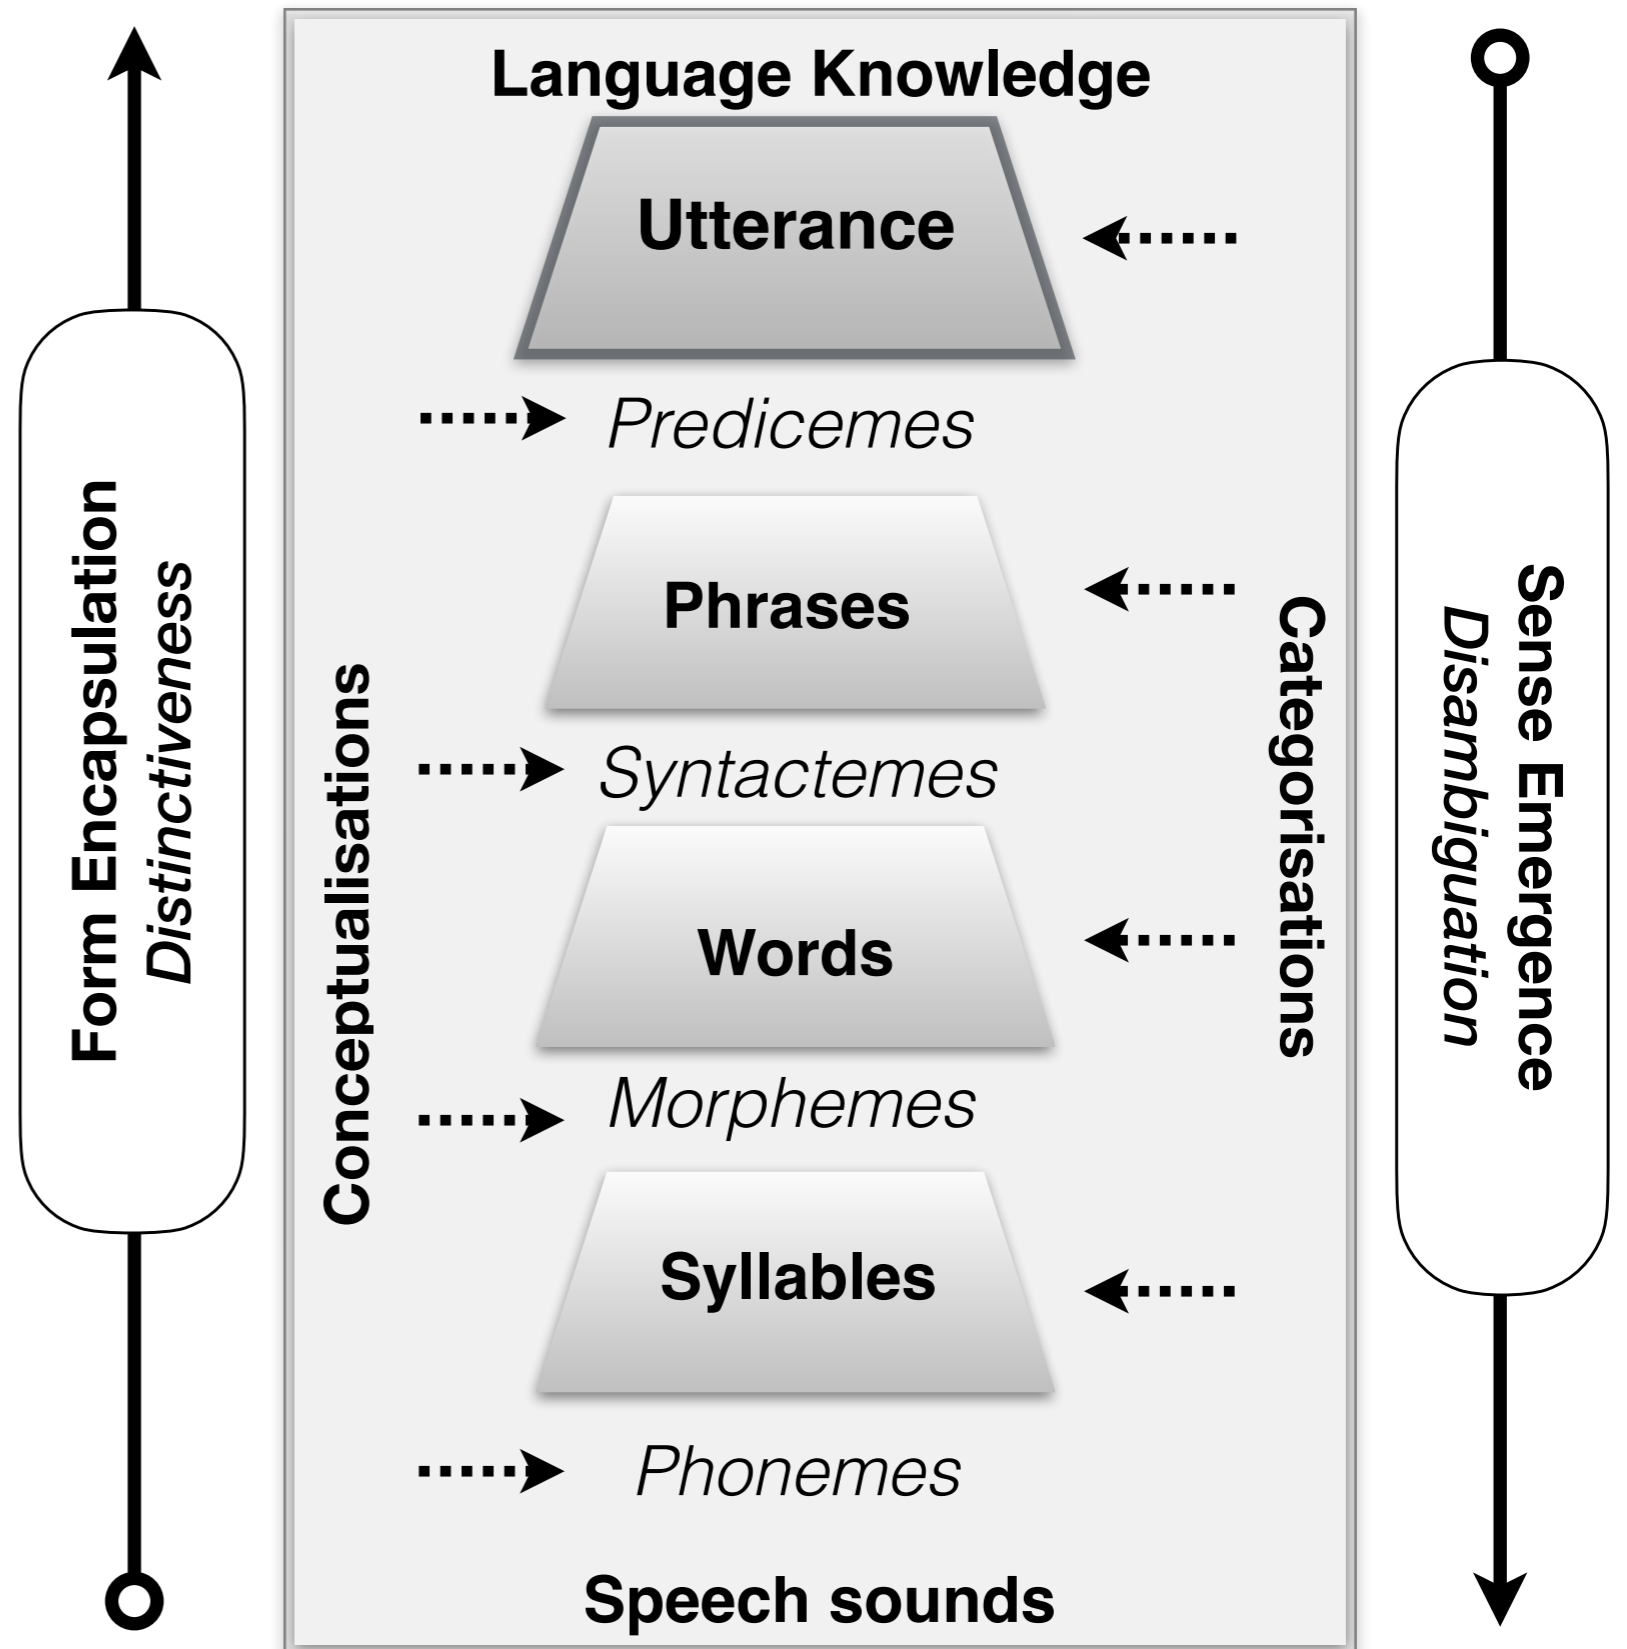 Language Knowledge
Utterance
Predicemes
Phrases
Syntactemes
Words
Morphemes
Syllables
Phonemes
Speech sounds
Form Encapsulation
Distinctiveness
Conceptualisations
Categorisations
Sense Emergence
Disambiguation